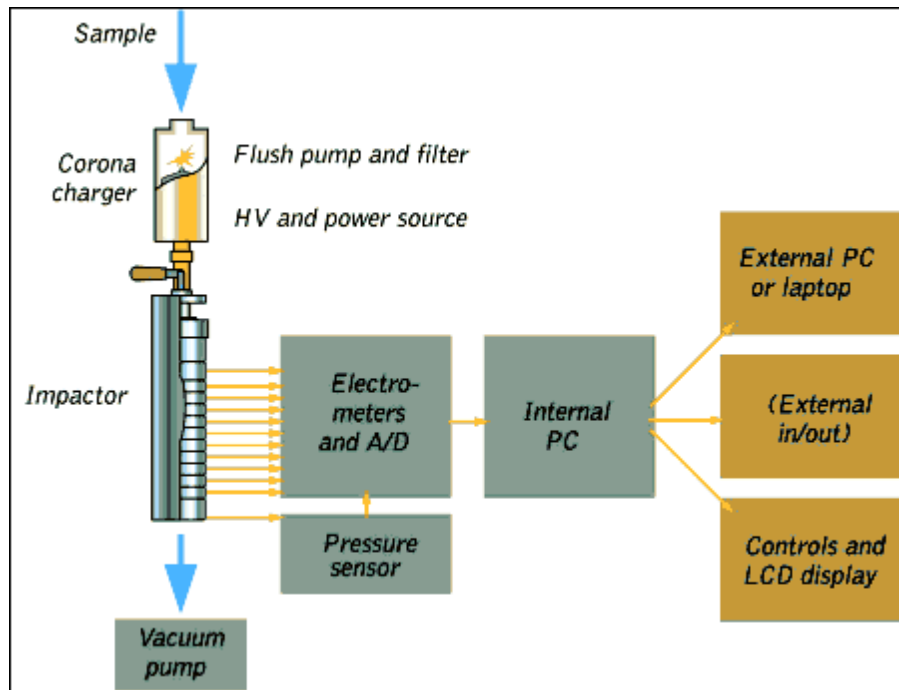 Sample
Corona
charger
Flush pump and filter
HV and power source
Impactor
Electro-
meters
and A/D
Pressure
sensor
Vacuum
pump
Internal
PC
External PC
or laptop
(External
in/out)
Controls and
LCD display